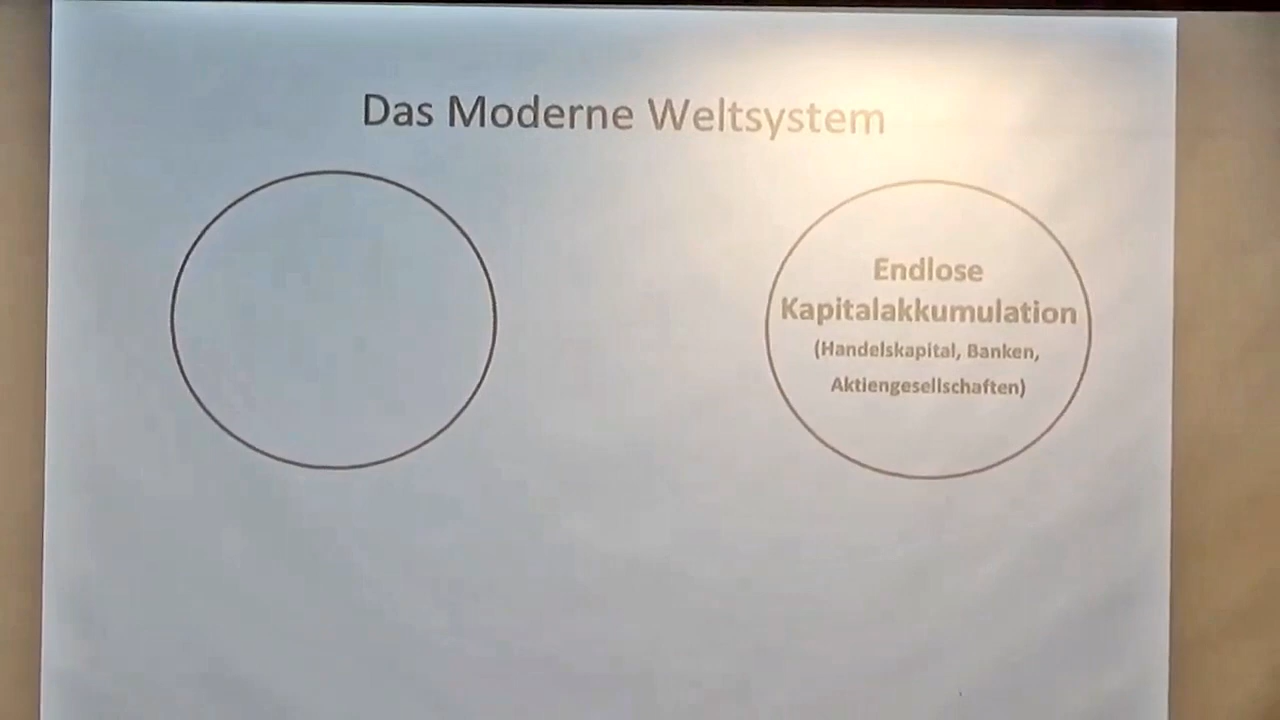 Das Moderne Weltsystem
Endlose
Kapitalakkumulation
(Handelskapital, Banken,
Aktiengesellschaften)